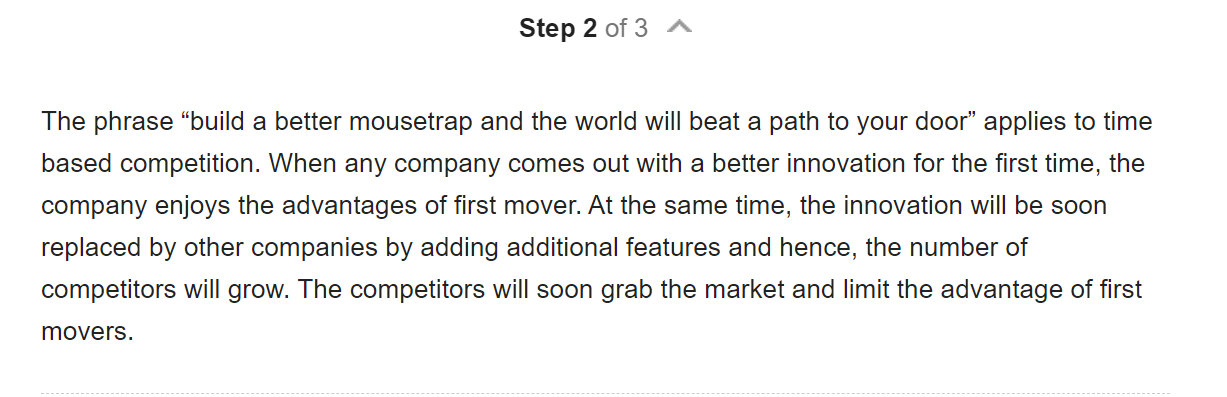 Step 2 of 3
The phrase “build a better mousetrap and the world will beat a path to your door” applies to time
based competition. When any company comes out with a better innovation for the first time, the
company enjoys the advantages of first mover. At the same time, the innovation will be soon
replaced by other companies by adding additional features and hence, the number of
competitors will grow. The competitors will soon grab the market and limit the advantage of first
movers.